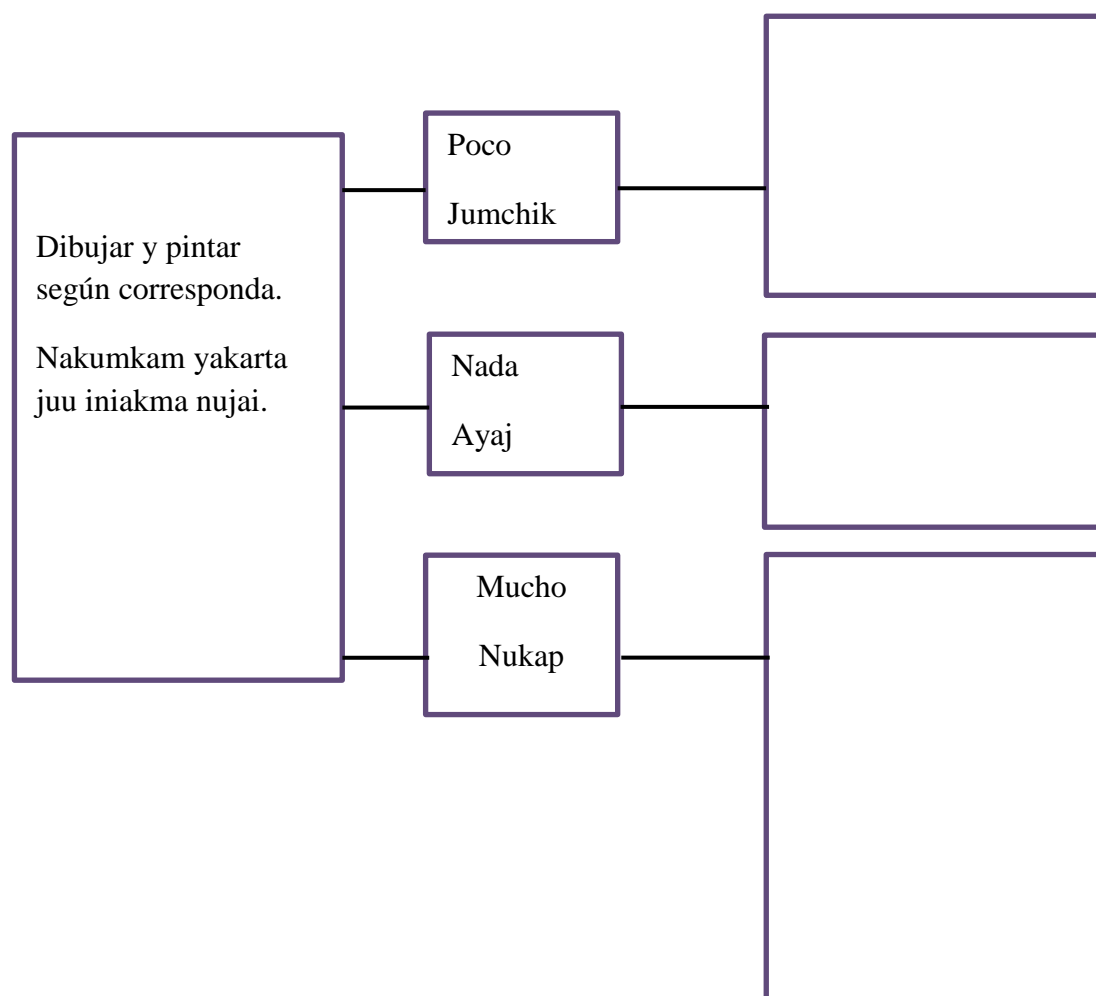 Dibujar y pintar
según corresponda.
Nakumkam yakarta
juu iniakma nujai.
Poco
Jumchik
Nada
Ayaj
Mucho
Nukap